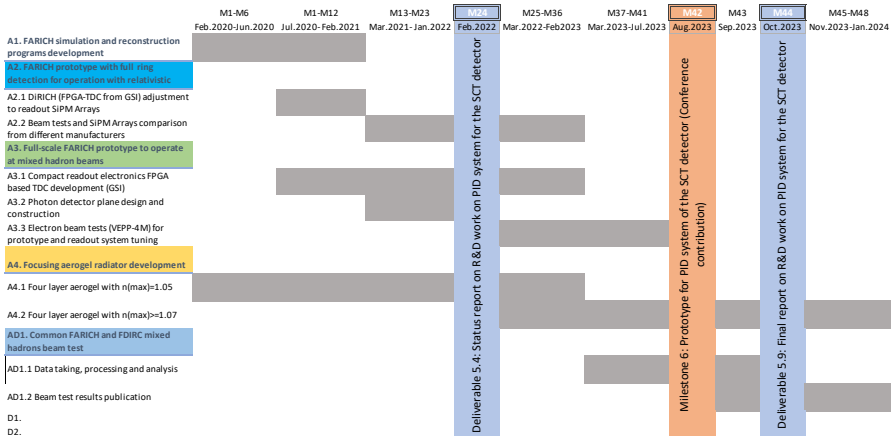 M1-M6 M1-M12 M13-M23 M24 M25-M36 M37-M41 M42 M43 M44 M45-M48
Feb.2020-Jun.2020 Jul.2020-Feb.2021 Mar.2021- Jan.2022 Feb.2022 Mar.2022-Feb2023 Mar.2023-Jul.2023 Aug.2023 Sep.2023 Oct.2023 Nov.2023-Jan.2024
A1. FARICH simulation and reconstruction
programs development
A2. FARICH prototype with full ring
detection for operation with relativistic
A2.1 DiRICH (FPGA-TDC from GSI) adjustment
to readout SiPM Arrays
A2.2 Beam tests and SiPM Arrays comparison
from different manufacturers
A3. Full-scale FARICH prototype to operate
at mixed hadron beams
A3.1 Compact readout electronics FPGA
based TDC development (GSI)
A3.2 Photon detector plane design and
construction
A3.3 Electron beam tests (VEPP-4M) for
prototype and readout system tuning
A4. Focusing aerogel radiator development
A4.1 Four layer aerogel with n(max)=1.05
A4.2 Four layer aerogel with n(max)>=1.07
AD1. Common FARICH and FDIRC mixed
hadrons beam test
AD1.1 Data taking, processing and analysis
AD1.2 Beam test results publication
D1.
D2.
Deliverable 5.4: Status report on R&D work on PID system for the SCT detector
Milestone 6: Prototype for PID system of the SCT detector (Conference
contribution)
Deliverable 5.9: Final report on R&D work on PID system for the SCT detector